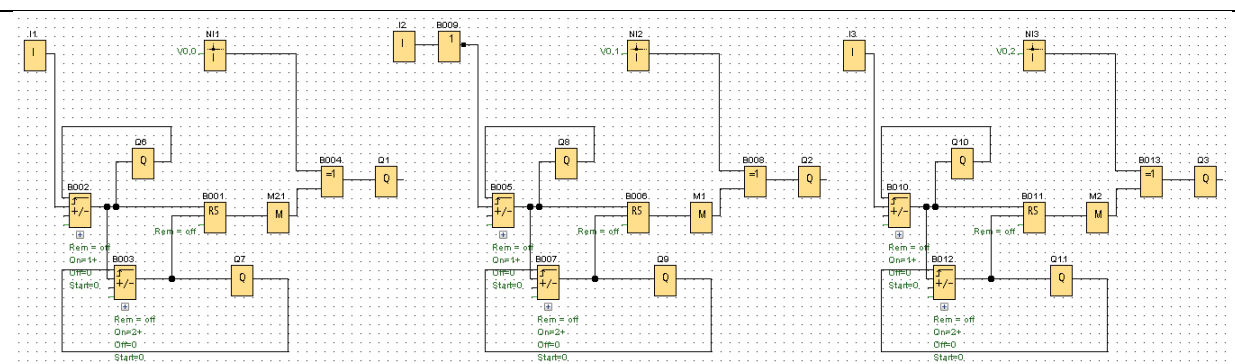 I1
NI1
I2
B009
NI2
I3
NI3
I
V0,0
I
I
1
V0,1
I
I
V0,2
I
Q6
Q
B004
=1
Q1
Q
Q8
Q
B008
=1
Q2
Q
Q10
Q
B013
=1
Q3
Q
B002
+/-
B001
RS
M21
M
Rem = off
B005
+/-
B006
RS
M1
M
Rem = off
B010
+/-
B011
RS
M2
M
Rem = off
Rem = off
On=1+
Off=0
Start=0
B003
+/-
Q7
Q
Rem = off
On=1+
Off=0
Start=0
B007
+/-
Q9
Q
Rem = off
On=1+
Off=0
Start=0
B012
+/-
Q11
Q
Rem = off
On=2+
Off=0
Start=0
Rem = off
On=2+
Off=0
Start=0
Rem = off
On=2+
Off=0
Start=0